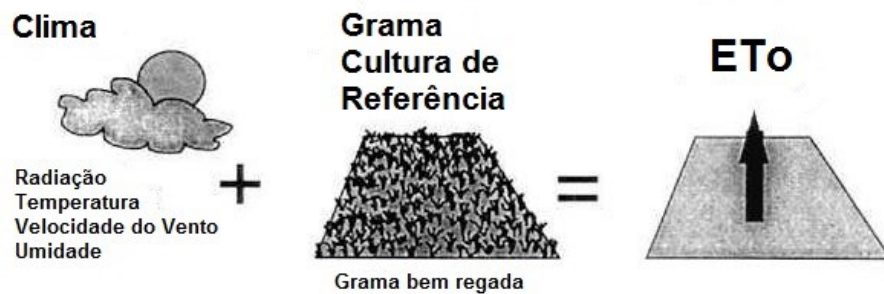 Clima
Radiação
Temperatura
Velocidade do Vento
Umidade
+
Grama
Cultura de
Referência
Grama bem regada
=
ETo